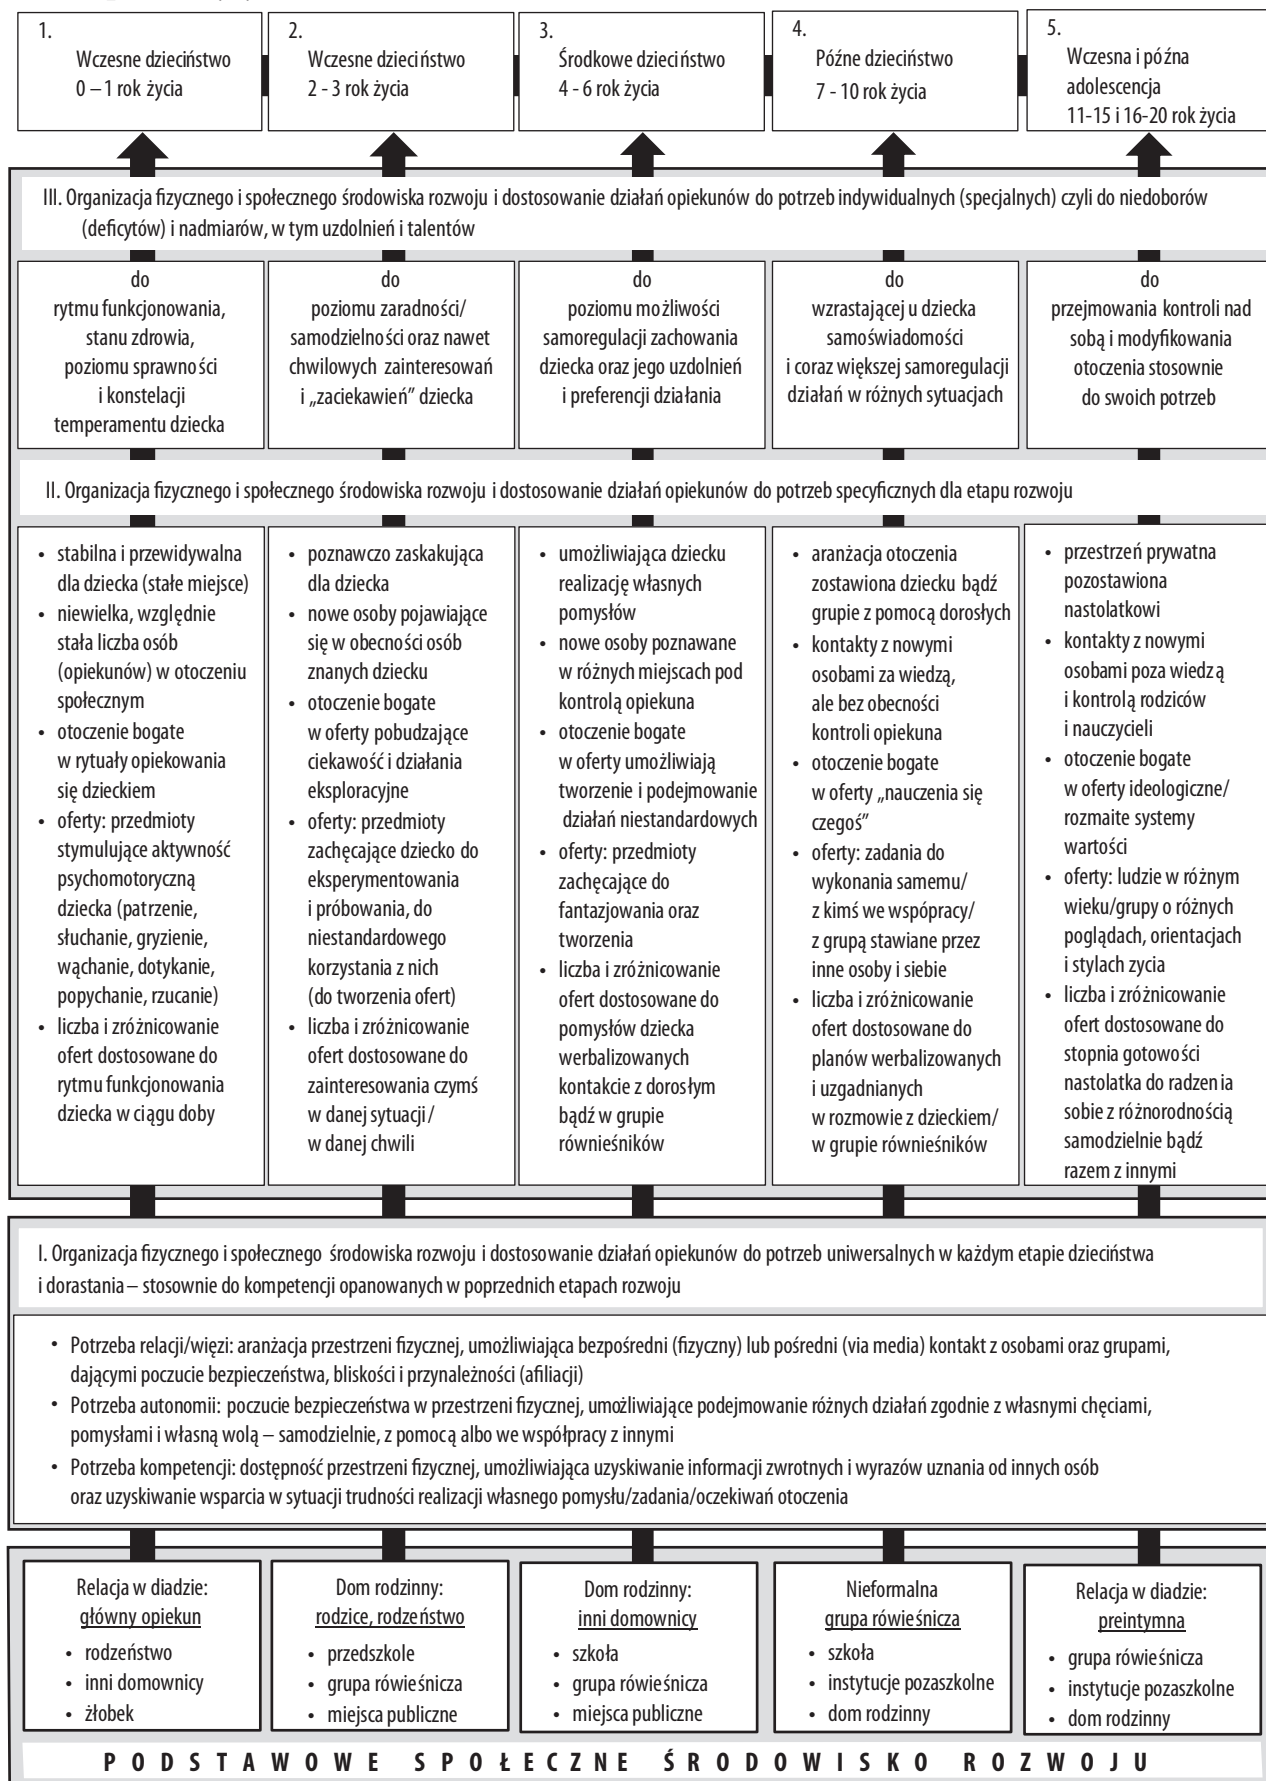 1.
Wczesne dzieciństwo
0 – 1 rok życia
2.
Wczesne dzieciństwo
2 - 3 rok życia
3.
Środkowe dzieciństwo
4 - 6 rok życia
4.
Późne dzieciństwo
7 - 10 rok życia
5.
Wczesna i późna
adolescencja
11-15 i 16-20 rok życia
III. Organizacja fizycznego i społecznego środowiska rozwoju i dostosowanie działań opiekunów do potrzeb indywidualnych (specjalnych) czyli do niedoborów
(deficytów) i nadmiarów, w tym uzdolnień i talentów
do
rytmu funkcjonowania,
stanu zdrowia,
poziomu sprawności
i konstelacji
temperamentu dziecka
do
poziomu zaradności/
samodzielności oraz nawet
chwilowych zainteresowań
i „zaciekawień” dziecka
do
poziomu możliwości
samoregulacji zachowania
dziecka oraz jego uzdolnień
i preferencji działania
do
wzrastającej u dziecka
samoświadomości
i coraz większej samoregulacji
działań w różnych sytuacjach
do
przejmowania kontroli nad
sobą i modyfikowania
otoczenia stosownie
do swoich potrzeb
II. Organizacja fizycznego i społecznego środowiska rozwoju i dostosowanie działań opiekunów do potrzeb specyficznych dla etapu rozwoju
• stabilna i przewidywalna
dla dziecka (stałe miejsce)
• niewielka, względnie
stała liczba osób
(opiekunów) w otoczeniu
społecznym
• otoczenie bogate
w rytuały opiekowania
się dzieckiem
• oferty: przedmioty
stymulujące aktywność
psychomotoryczną
dziecka (patrzenie,
słuchanie, gryzienie,
wąchanie, dotykanie,
popychanie, rzucanie)
• liczba i zróżnicowanie
ofert dostosowane do
rytmu funkcjonowania
dziecka w ciągu doby
• poznawczo zaskakująca
dla dziecka
• nowe osoby pojawiające
się w obecności osób
znanych dziecku
• otoczenie bogate
w oferty pobudzające
ciekawość i działania
eksploracyjne
• oferty: przedmioty
zachęcające dziecko do
eksperymentowania
i próbowania, do
niestandardowego
korzystania z nich
(do tworzenia ofert)
• liczba i zróżnicowanie
ofert dostosowane do
zainteresowania czymś
w danej sytuacji/
w danej chwili
• umożliwiająca dziecku
realizację własnych
pomysłów
• nowe osoby poznawane
w różnych miejscach pod
kontrolą opiekuna
• otoczenie bogate
w oferty umożliwiają
tworzenie i podejmowanie
działań niestandardowych
• oferty: przedmioty
zachęcające do
fantazjowania oraz
tworzenia
• liczba i zróżnicowanie
ofert dostosowane do
pomysłów dziecka
werbalizowanych
kontakcie z dorosłym
bądź w grupie
równieśników
• aranżacja otoczenia
zostawiona dziecku bądź
grupie z pomocą dorosłych
• kontakty z nowymi
osobami za wiedzą,
ale bez obecności
kontroli opiekuna
• otoczenie bogate
w oferty „nauczenia się
czegoś”
• oferty: zadania do
wykonania samemu/
z kimś we wspópracy/
z grupą stawiane przez
inne osoby i siebie
• liczba i zróżnicowanie
ofert dostosowane do
planów werbalizowanych
i uzgadnianych
w rozmowie z dzieckiem/
w grupie równieśników
• przestrzeń prywatna
pozostawiona
nastolatkowi
• kontakty z nowymi
osobami poza wiedzą
i kontrolą rodziców
i nauczycieli
• otoczenie bogate
w oferty ideologiczne/
rozmaite systemy
wartości
• oferty: ludzie w różnym
wieku/grupy o różnych
poglądach, orientacjach
i stylach zycia
• liczba i zróżnicowanie
ofert dostosowane do
stopnia gotowości
nastolatka do radzenia
sobie z różnorodnością
samodzielnie bądź
razem z innymi
I. Organizacja fizycznego i społecznego środowiska rozwoju i dostosowanie działań opiekunów do potrzeb uniwersalnych w każdym etapie dzieciństwa
i dorastania – stosownie do kompetencji opanowanych w poprzednich etapach rozwoju
• Potrzeba relacji/więzi: aranżacja przestrzeni fizycznej, umożliwiająca bezpośredni (fizyczny) lub pośredni (via media) kontakt z osobami oraz grupami,
dającymi poczucie bezpieczeństwa, bliskości i przynależności (afiliacji)
• Potrzeba autonomii: poczucie bezpieczeństwa w przestrzeni fizycznej, umożliwiające podejmowanie różnych działań zgodnie z własnymi chęciami,
pomysłami i własną wolą – samodzielnie, z pomocą albo we współpracy z innymi
• Potrzeba kompetencji: dostępność przestrzeni fizycznej, umożliwiająca uzyskiwanie informacji zwrotnych i wyrazów uznania od innych osób
oraz uzyskiwanie wsparcia w sytuacji trudności realizacji własnego pomysłu/zadania/oczekiwań otoczenia
Relacja w diadzie:
główny opiekun
• rodzeństwo
• inni domownicy
• żłobek
Dom rodzinny:
rodzice, rodzeństwo
• przedszkole
• grupa rówieśnicza
• miejsca publiczne
Dom rodzinny:
inni domownicy
• szkoła
• grupa rówieśnicza
• miejsca publiczne
Nieformalna
grupa rówieśnicza
• szkoła
• instytucje pozaszkolne
• dom rodzinny
Relacja w diadzie:
preintymna
• grupa rówieśnicza
• instytucje pozaszkolne
• dom rodzinny
PODSTAWOWE SPOŁECZNE ŚRODOWISKO ROZWOJU